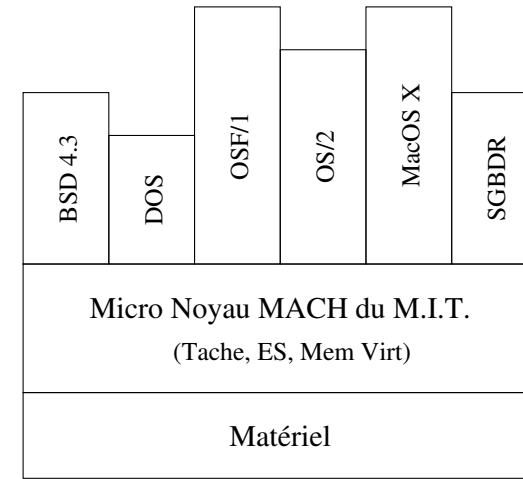 BSD 4.3
DOS
OSF/1
OS/2
MacOS X
SGBDR
Micro Noyau MACH du M.I.T.
(Tache, ES, Mem Virt)
Matériel